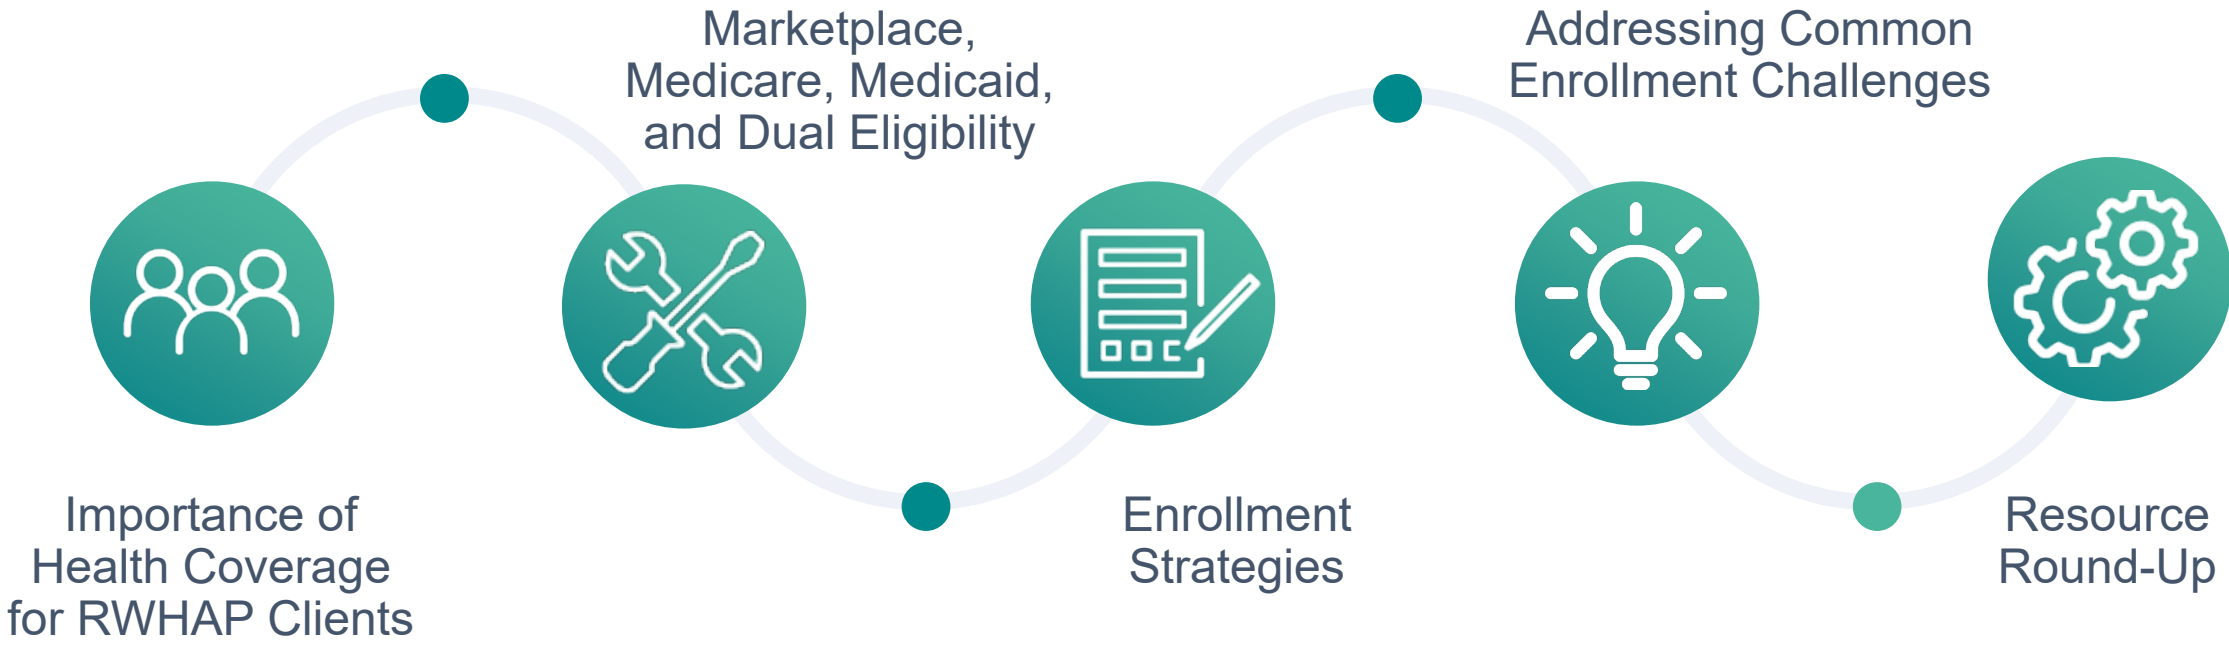 Importance of
Health Coverage
for RWHAP Clients
Marketplace,
Medicare, Medicaid,
and Dual Eligibility
Enrollment
Strategies
Addressing Common
Enrollment Challenges
Resource
Round-Up